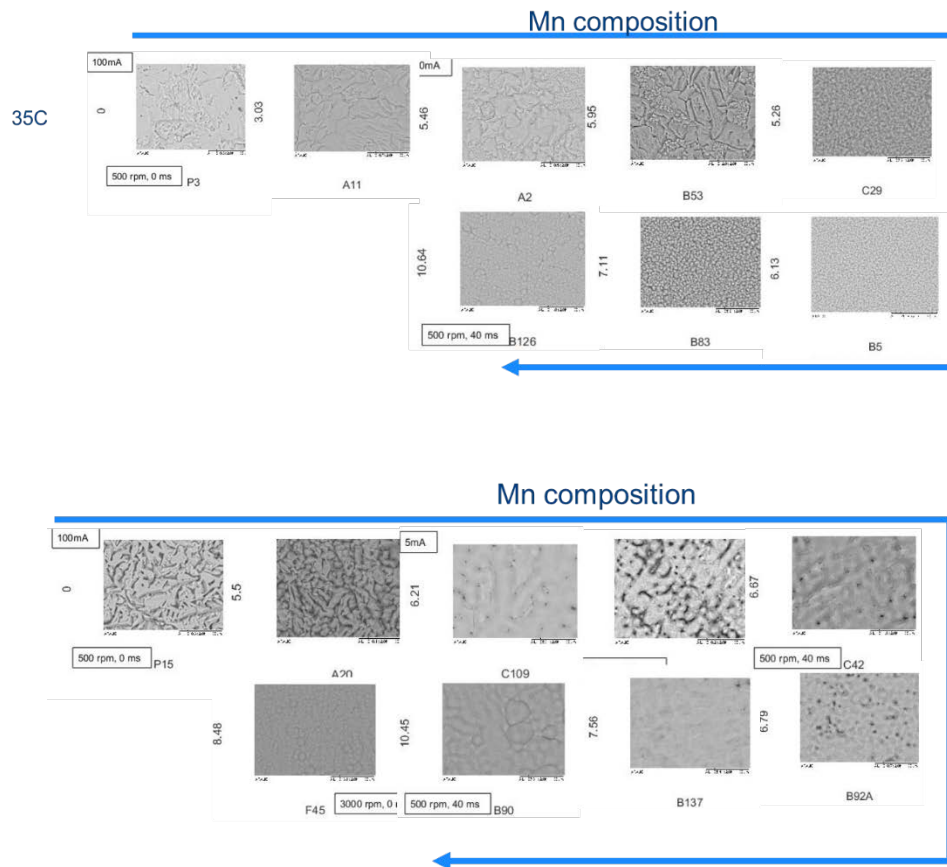 Mn composition
35C
100mA
0mA
0
3.03
5.46
5.95
5.26
500 rpm, 0 ms
P3
A11
A2
B53
C29
10.64
7.11
6.13
500 rpm, 40 ms
B126
B83
B5
Mn composition
100mA
5mA
0
5.5
6.21
6.67
500 rpm, 0 ms
P15
A20
C109
500 rpm, 40 ms
C42
8.48
10.45
7.56
6.79
F45
3000 rpm, 0
500 rpm, 40 ms
B90
B137
B92A